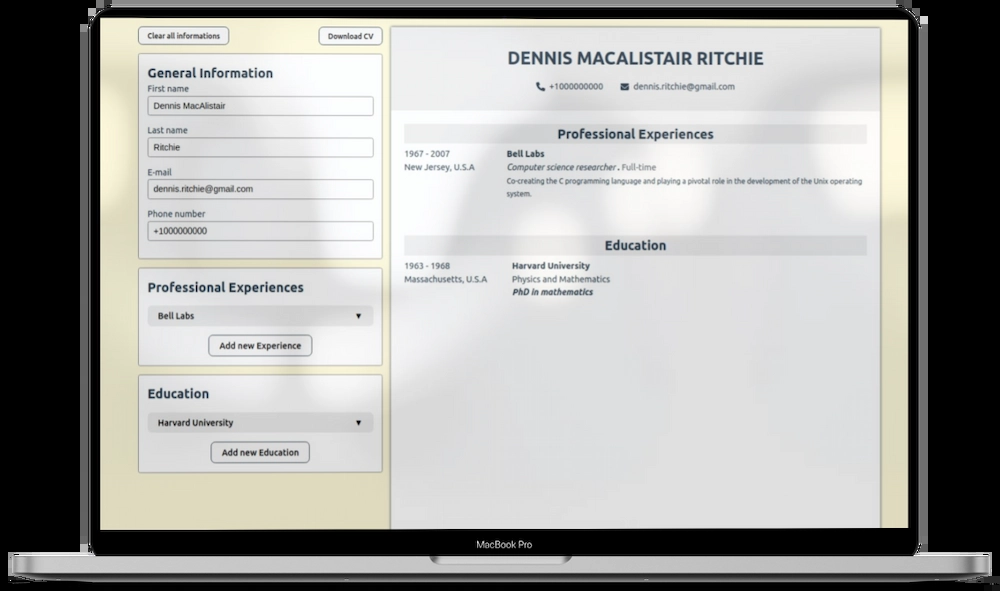 Clear all informations
Download CV
General Information
First name
Dennis MacAlistair
Last name
Ritchie
E-mail
dennis.ritchie@gmail.com
Phone number
+1000000000
Professional Experiences
Bell Labs
Add new Experience
Education
Harvard University
Add new Education
DENNIS MACALISTAIR RITCHIE
+1000000000 dennis.ritchie@gmail.com
Professional Experiences
1967 - 2007
New Jersey, U.S.A
Bell Labs
Computer science researcher . Full-time
Co-creating the C programming language and playing a pivotal role in the development of the Unix operating
system.
Education
1963 - 1968
Massachusetts, U.S.A
Harvard University
Physics and Mathematics
PhD in mathematics
MacBook Pro